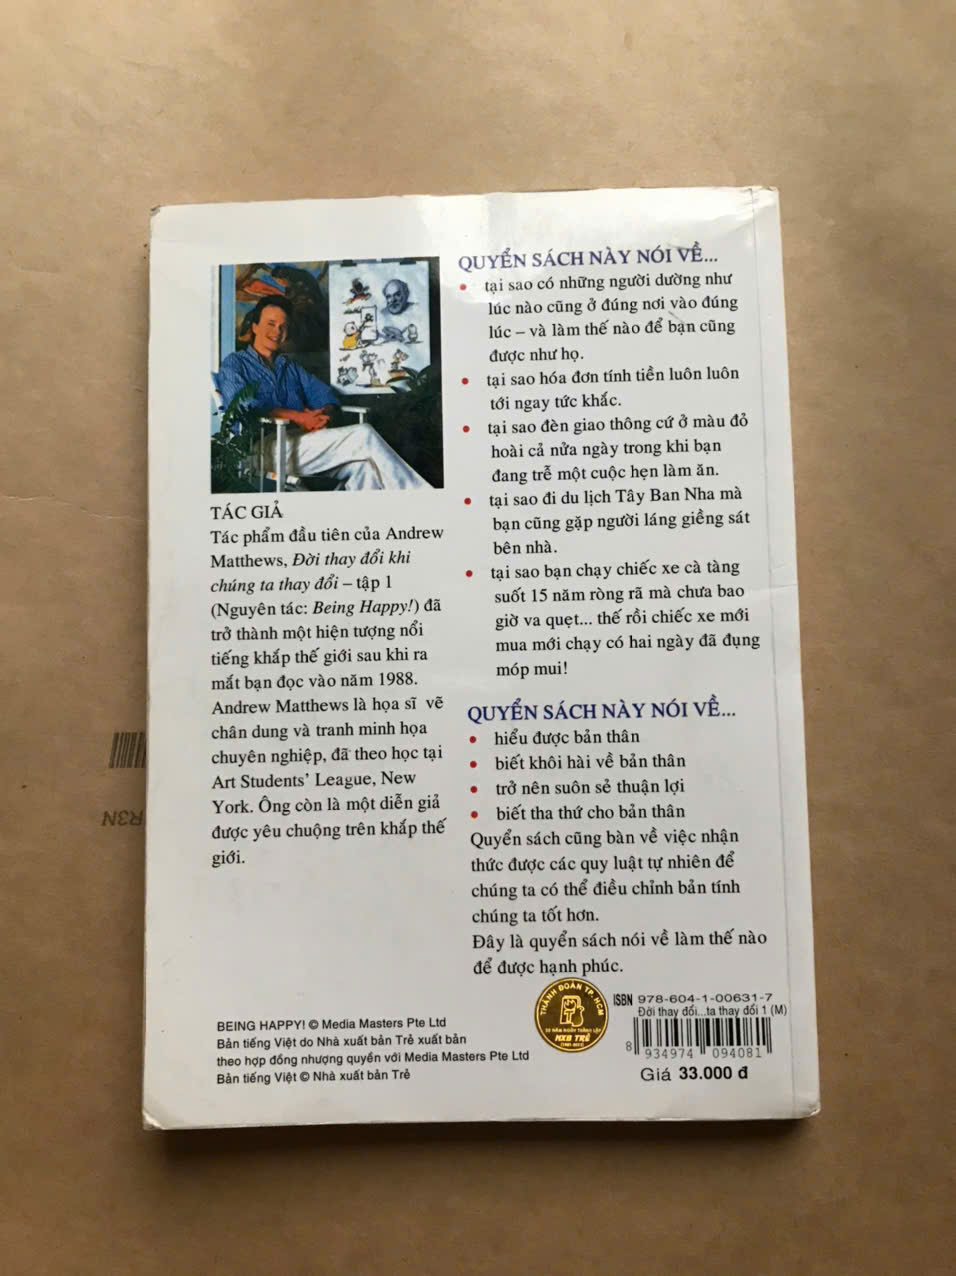 TÁC GIẢ
Tác phẩm đầu tiên của Andrew
Matthews, Đời thay đổi khi
chúng ta thay đổi – tập 1
(Nguyên tác: Being Happy!) đã
trở thành một hiện tượng nổi
tiếng khắp thế giới sau khi ra
mắt bạn đọc vào năm 1988.
Andrew Matthews là họa sĩ vẽ
chân dung và tranh minh họa
chuyên nghiệp, đã theo học tại
Art Students' League, New
York. Ông còn là một diễn giả
được yêu chuộng trên khắp thế
giới.
QUYỂN SÁCH NÀY NÓI VỀ...
• tại sao có những người dường như
lúc nào cũng ở đúng nơi vào đúng
lúc – và làm thế nào để bạn cũng
được như họ.
• tại sao hóa đơn tính tiền luôn luôn
tới ngay tức khắc.
• tại sao đèn giao thông cứ ở màu đỏ
hoài cả nửa ngày trong khi bạn
đang trễ một cuộc hẹn làm ăn.
• tại sao đi du lịch Tây Ban Nha mà
bạn cũng gặp người láng giềng sát
bên nhà.
• tại sao bạn chạy chiếc xe cà tàng
suốt 15 năm ròng rã mà chưa bao
giờ va quẹt... thế rồi chiếc xe mới
mua mới chạy có hai ngày đã đụng
móp mui!
QUYỂN SÁCH NÀY NÓI VỀ...
• hiểu được bản thân
• biết khôi hài về bản thân
• trở nên suôn sẻ thuận lợi
• biết tha thứ cho bản thân
Quyển sách cũng bàn về việc nhận
thức được các quy luật tự nhiên để
chúng ta có thể điều chỉnh bản tính
chúng ta tốt hơn.
Đây là quyển sách nói về làm thế nào
để được hạnh phúc.
BEING HAPPY! © Media Masters Pte Ltd
Bản tiếng Việt do Nhà xuất bản Trẻ xuất bản
theo hợp đồng nhượng quyền với Media Masters Pte Ltd
Bản tiếng Việt © Nhà xuất bản Trẻ
THÀNH ĐOÀN TP. HCM
30 NĂM NGÀY THÀNH LẬP
NXB TRẺ
(1981-2011)
ISBN 978-604-1-00631-7
Đời thay đổi...ta thay đổi 1 (M)
8 934974 094081
Giá 33.000 đ
R3N